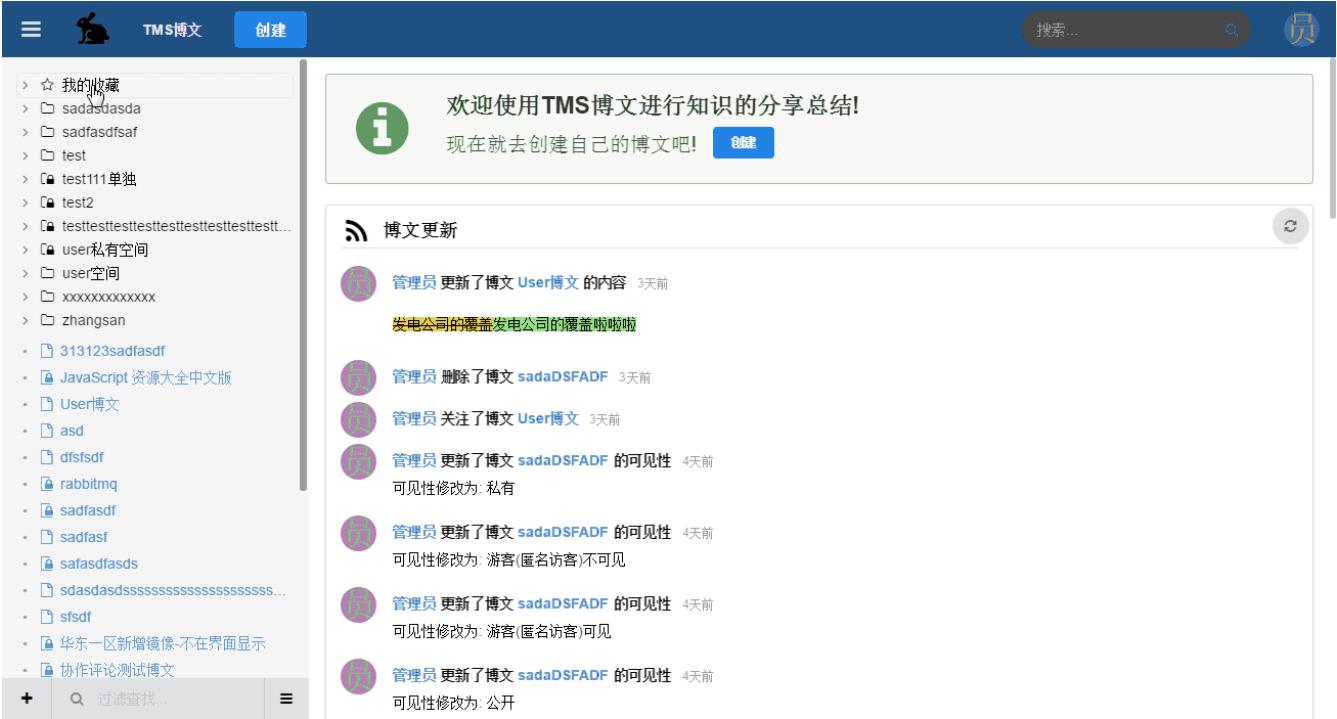 TMS博文
创建
搜索...
员
我的收藏
sadasdasda
sadfasdfsaf
test
test111单独
test2
testtesttesttesttesttesttesttesttestt...
user私有空间
user空间
xxxxxxxxxxxxx
zhangsan
313123sadfasdf
JavaScript 资源大全中文版
User博文
asd
dfsfsdf
rabbitmq
sadfasdf
sadfasf
safasdfasds
sdasdasdsssssssssssssssssssss...
sfsdf
华东一区新增镜像-不在界面显示
协作评论测试博文
过滤查找...
欢迎使用TMS博文进行知识的分享总结!
现在就去创建自己的博文吧! 创建
博文更新
员 管理员 更新了博文 User博文 的内容 3天前
发电公司的覆盖发电公司的覆盖啦啦啦
员 管理员 删除了博文 sadaDSFADF 3天前
员 管理员 关注了博文 User博文 3天前
员 管理员 更新了博文 sadaDSFADF 的可见性 4天前
可见性修改为: 私有
员 管理员 更新了博文 sadaDSFADF 的可见性 4天前
可见性修改为: 游客(匿名访客)不可见
员 管理员 更新了博文 sadaDSFADF 的可见性 4天前
可见性修改为: 游客(匿名访客)可见
员 管理员 更新了博文 sadaDSFADF 的可见性 4天前
可见性修改为: 公开